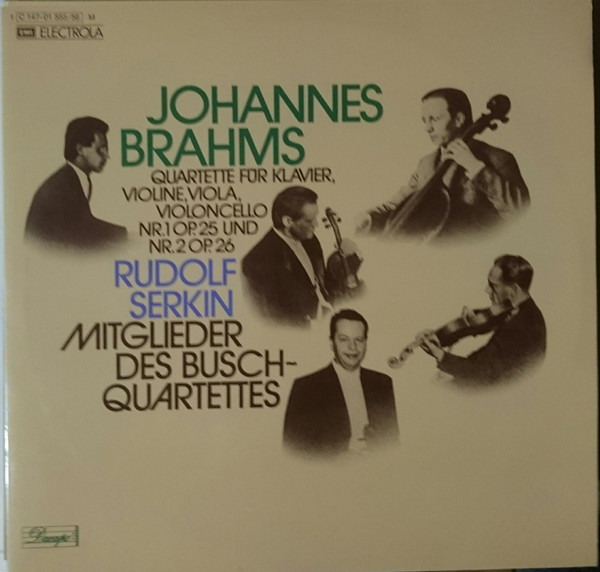 1 C 147-01 555/56 M
EMI ELECTROLA
JOHANNES
BRAHMS
QUARTETTE FÜR KLAVIER,
VIOLINE, VIOLA,
VIOLONCELLO
NR.1 OP.25 UND
NR.2 OP.26
RUDOLF
SERKIN
MITGLIEDER
DES BUSCH-
QUARTETTES
Dacapo